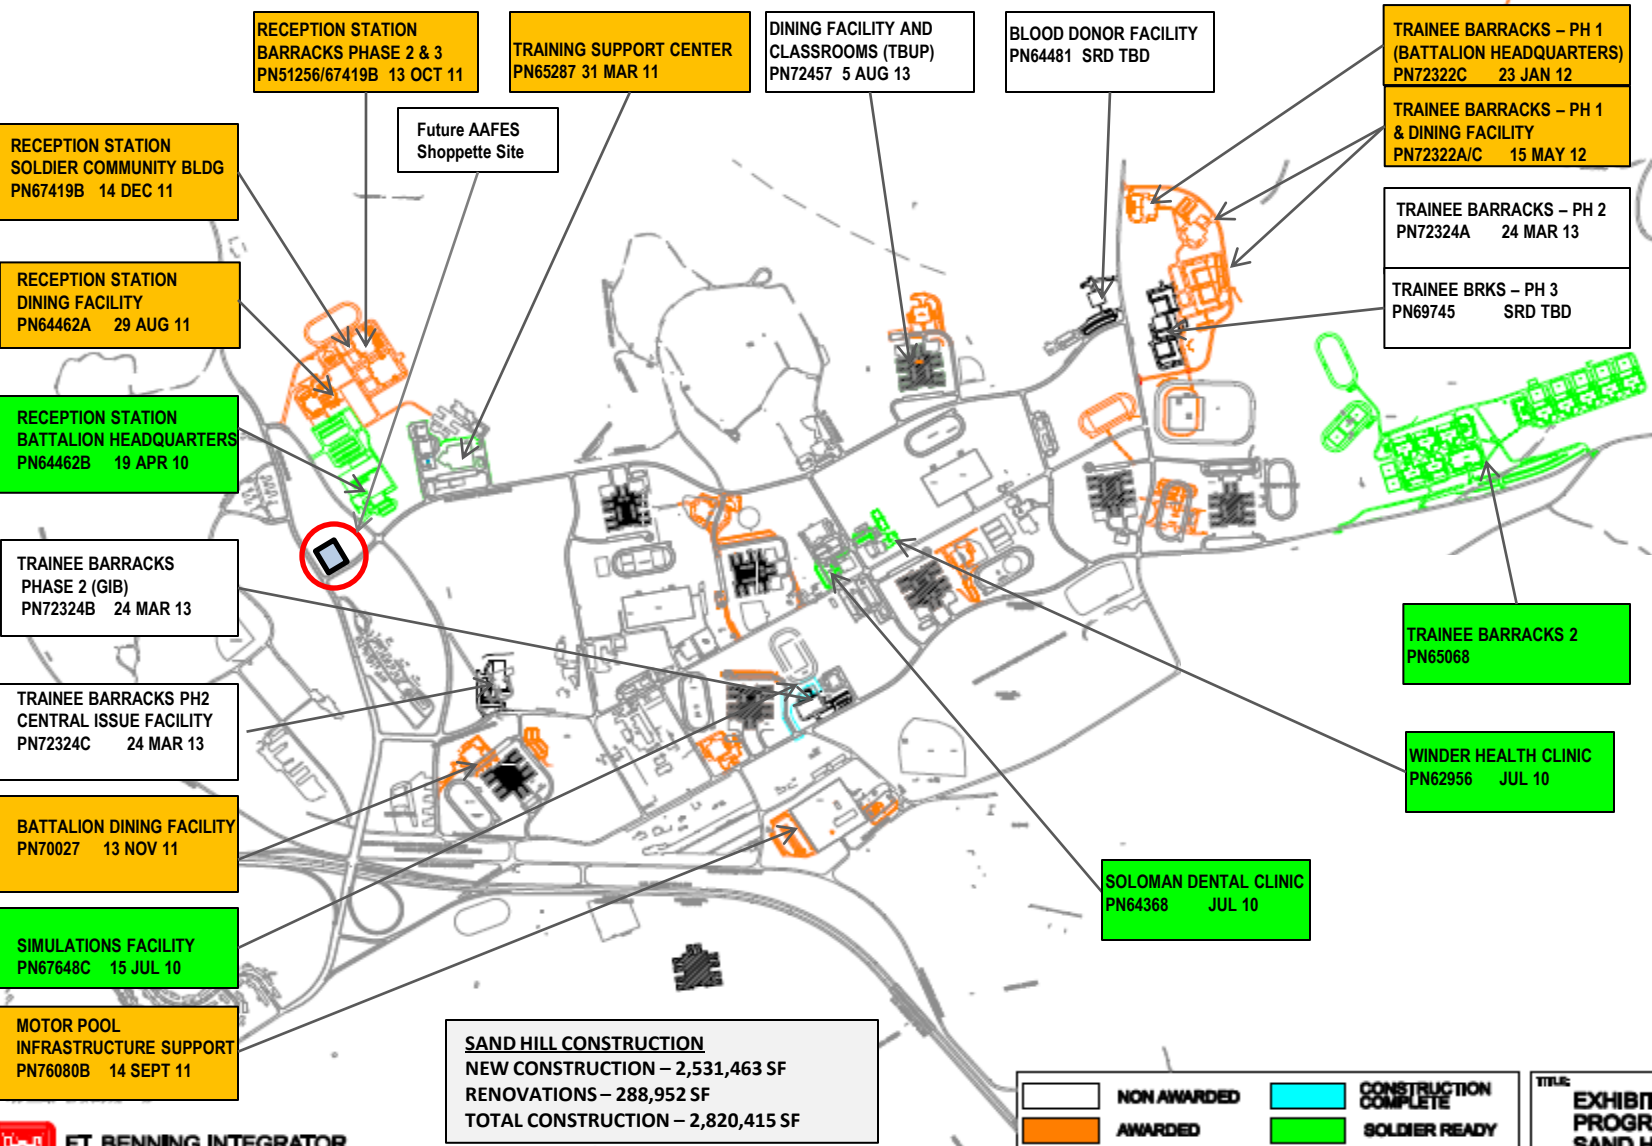 RECEPTION STATION
BARRACKS PHASE 2 & 3
PN51256/67419B 13 OCT 11
TRAINING SUPPORT CENTER
PN65287 31 MAR 11
DINING FACILITY AND
CLASSROOMS (TBUP)
PN72457 5 AUG 13
BLOOD DONOR FACILITY
PN64481 SRD TBD
TRAINEE BARRACKS – PH 1
(BATTALION HEADQUARTERS)
PN72322C 23 JAN 12
TRAINEE BARRACKS – PH 1
& DINING FACILITY
PN72322A/C 15 MAY 12
Future AAFES
Shoppette Site
RECEPTION STATION
SOLDIER COMMUNITY BLDG
PN67419B 14 DEC 11
TRAINEE BARRACKS – PH 2
PN72324A 24 MAR 13
TRAINEE BRKS – PH 3
PN69745 SRD TBD
RECEPTION STATION
DINING FACILITY
PN64462A 29 AUG 11
RECEPTION STATION
BATTALION HEADQUARTERS
PN64462B 19 APR 10
TRAINEE BARRACKS
PHASE 2 (GIB)
PN72324B 24 MAR 13
TRAINEE BARRACKS 2
PN65068
TRAINEE BARRACKS PH2
CENTRAL ISSUE FACILITY
PN72324C 24 MAR 13
WINDER HEALTH CLINIC
PN62956 JUL 10
BATTALION DINING FACILITY
PN70027 13 NOV 11
SOLOMAN DENTAL CLINIC
PN64368 JUL 10
SIMULATIONS FACILITY
PN67648C 15 JUL 10
MOTOR POOL
INFRASTRUCTURE SUPPORT
PN76080B 14 SEPT 11
SAND HILL CONSTRUCTION
NEW CONSTRUCTION – 2,531,463 SF
RENOVATIONS – 288,952 SF
TOTAL CONSTRUCTION – 2,820,415 SF
NON AWARDED
CONSTRUCTION
COMPLETE
AWARDED
SOLDIER READY
TITLE:
EXHIBIT
PROG
SAND
FT. BENNING INTEGRATOR